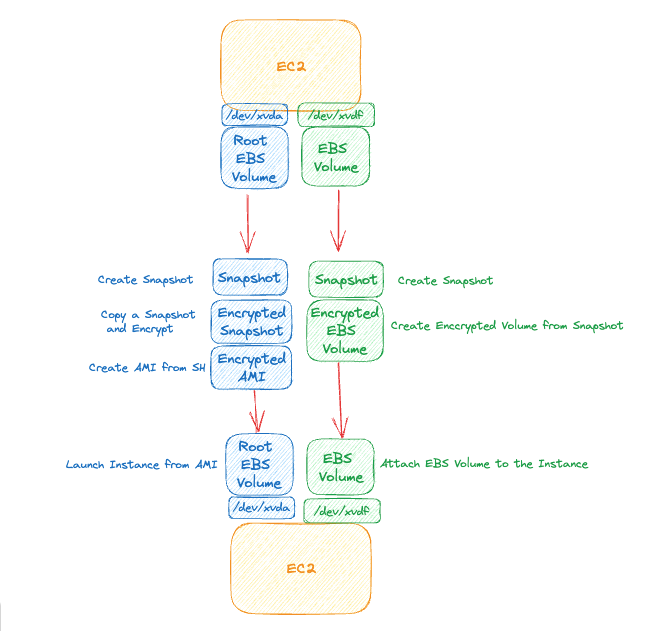 EC2
/dev/xvda
/dev/xvdf
Root
EBS
Volume
EBS
Volume
Create Snapshot
Snapshot
Snapshot
Create Snapshot
Copy a Snapshot
and Encrypt
Encrypted
Snapshot
Encrypted
EBS
Volume
Create Enccrypted Volume from Snapshot
Create AMI from SH
Encrypted
AMI
Launch Instance from AMI
Root
EBS
Volume
EBS
Volume
Attach EBS Volume to the Instance
/dev/xvda
/dev/xvdf
EC2